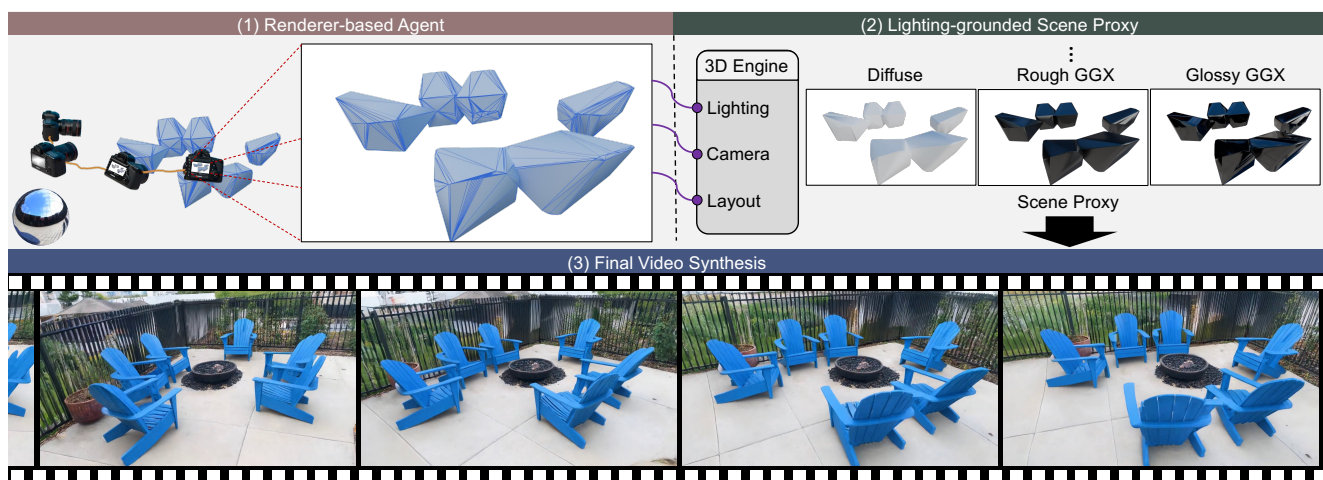 (1) Renderer-based Agent
(2) Lighting-grounded Scene Proxy
3D Engine
Lighting
Camera
Layout
Diffuse
Rough GGX
Glossy GGX
Scene Proxy
(3) Final Video Synthesis